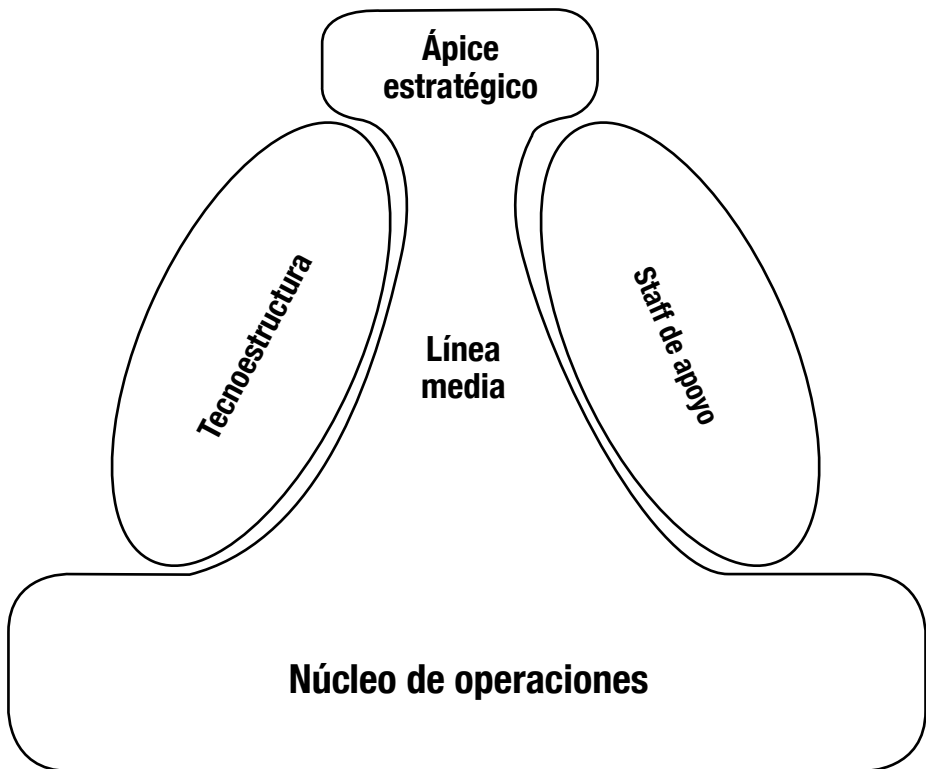 Ápice
estratégico
Tecnoestructura
Línea
media
Staff de apoyo
Núcleo de operaciones